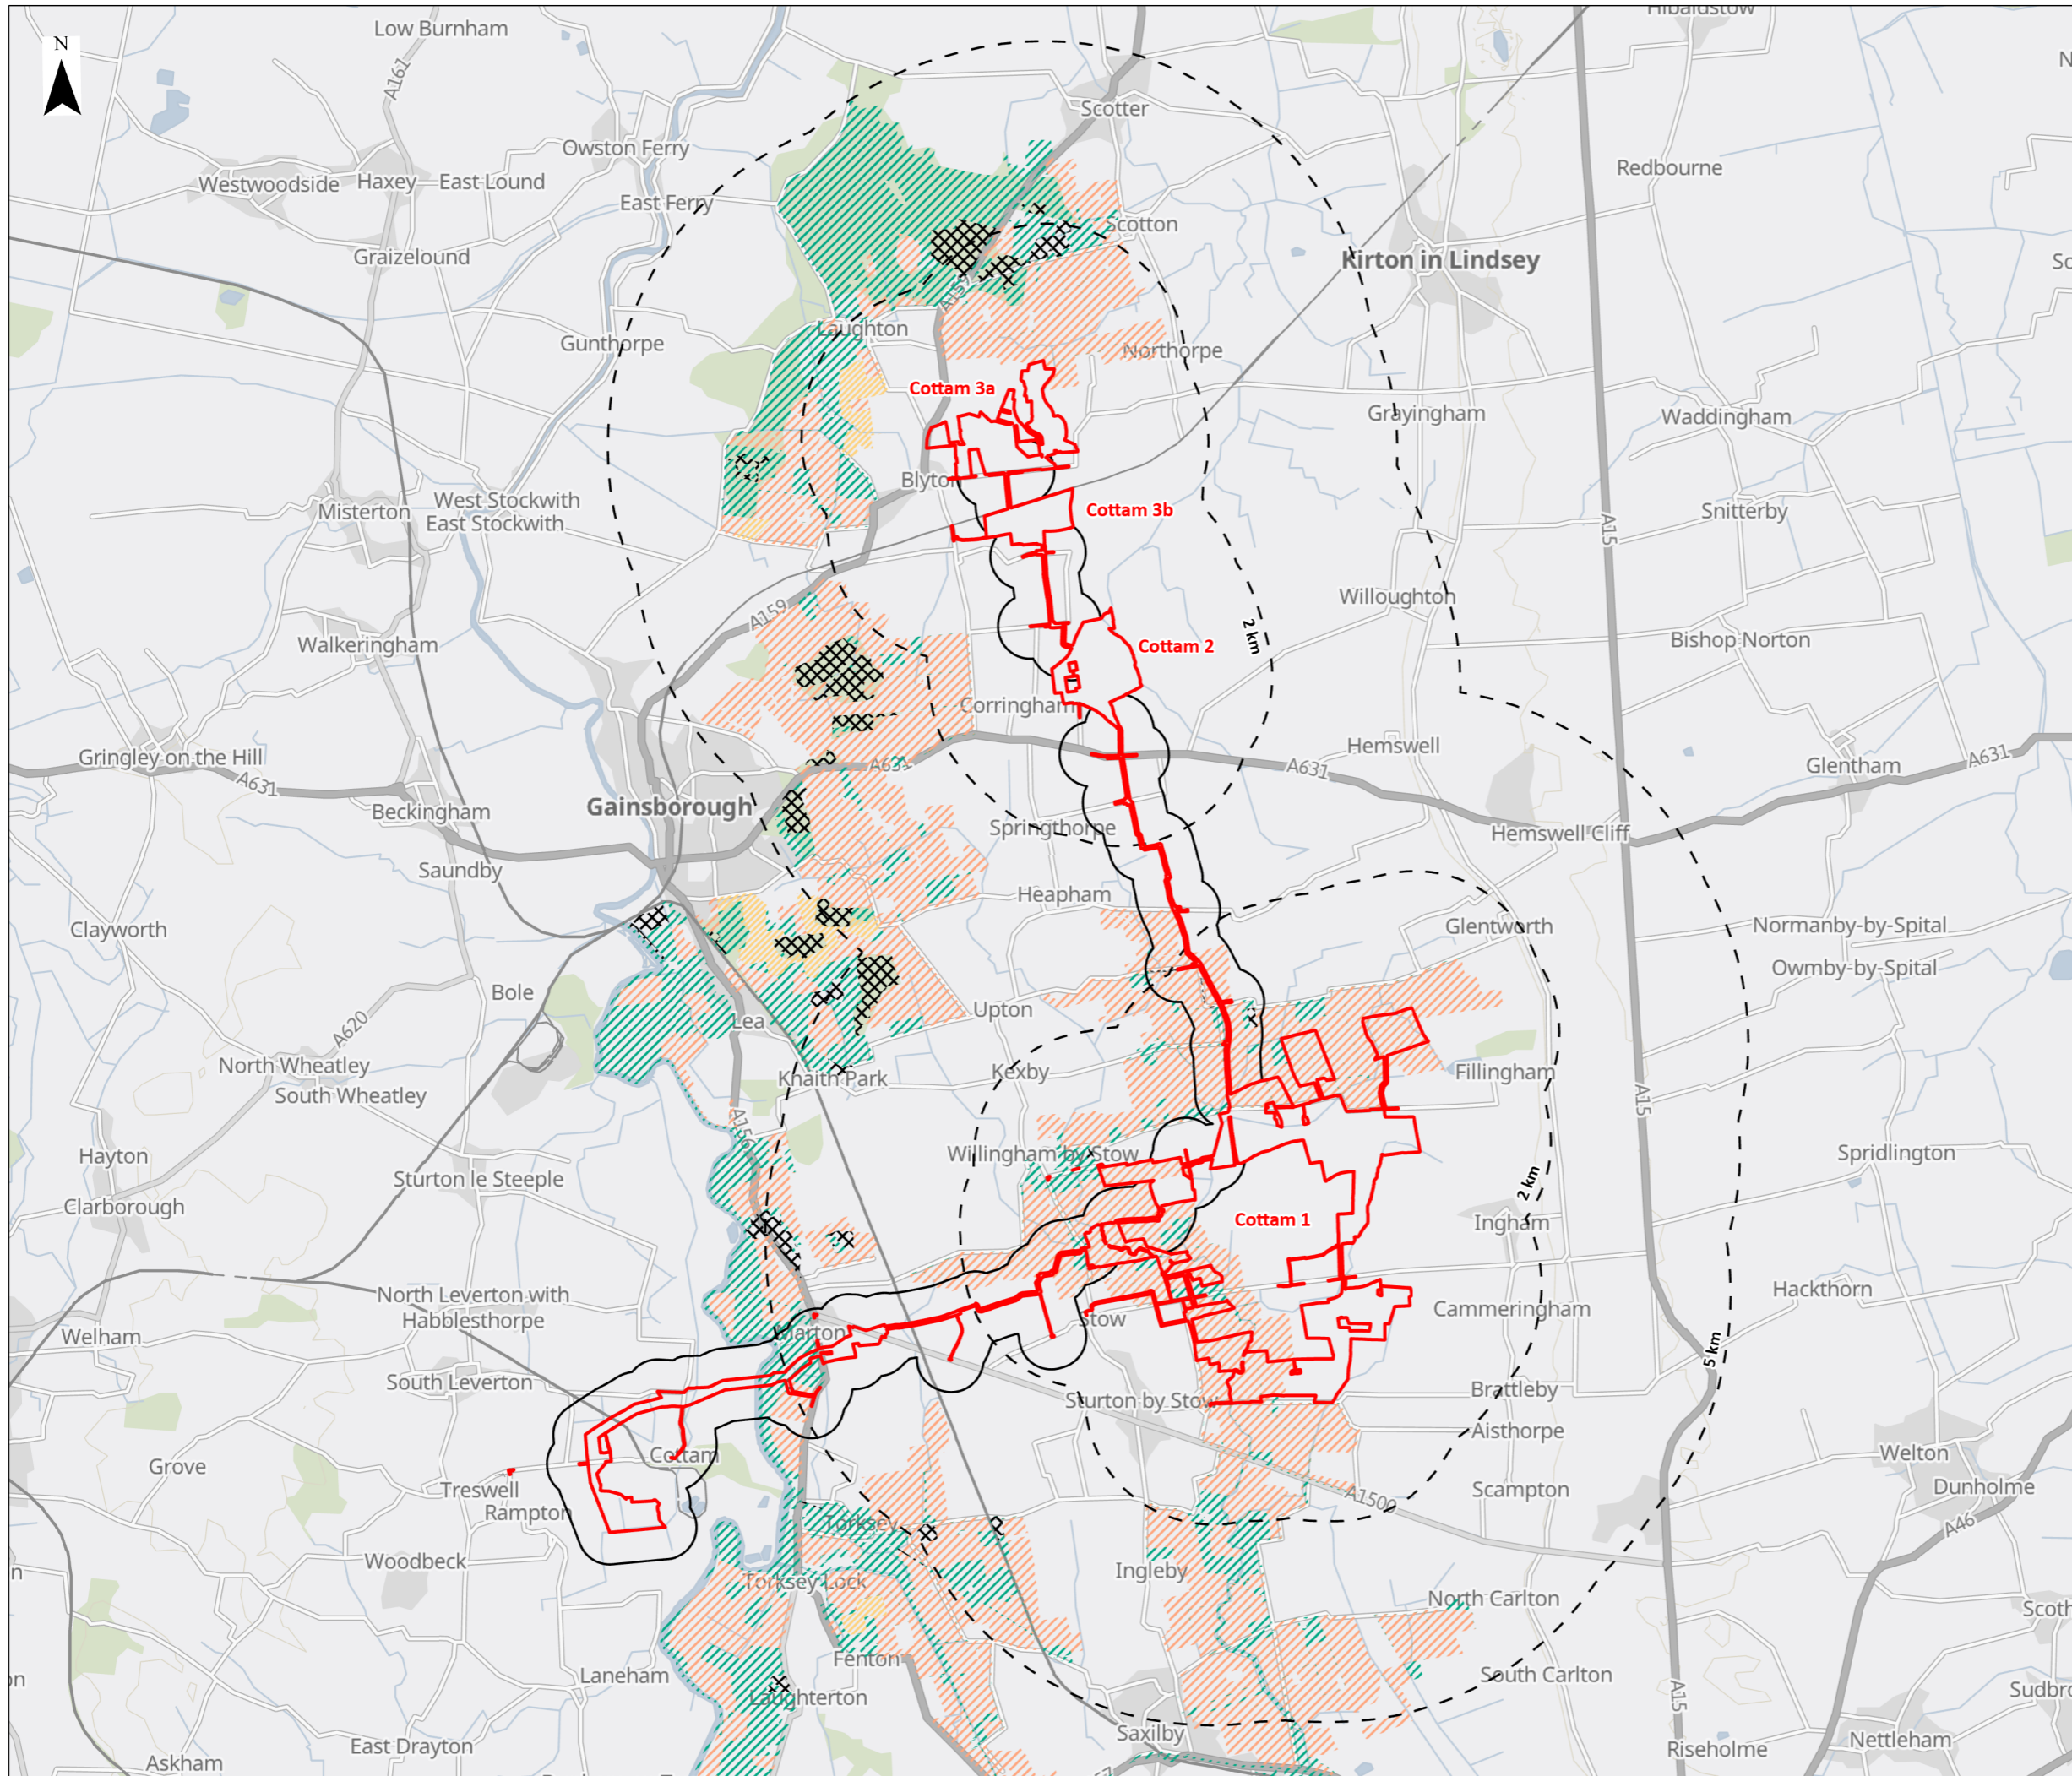 Low Burnham
Hibaldstow
N
A161
Scotter
Owston Ferry
Redbourne
Westwoodside
Haxey
East Lound
East Ferry
Scotton
Graizelound
Kirton in Lindsey
Laughton
Gunthorpe
Northorpe
Cottam 3a
Grayingham
Waddingham
Blyton
West Stockwith
Misterton
East Stockwith
Cottam 3b
Snitterby
A15
Willoughton
A159
Walkeringham
2 km
Cottam 2
Bishop Norton
Corringham
Gringley on the Hill
A631
Hemswell
A631
Glentham
A631
Beckingham
Gainsborough
Springthorpe
Hemswell Cliff
Saundby
Heapham
Clayworth
Glentworth
Normanby-by-Spital
Owmby-by-Spital
Bole
Upton
Lea
A620
North Wheatley
South Wheatley
Knaith Park
Kexby
Fillingham
A15
A156
Hayton
Willingham by Stow
Spridlington
Sturton le Steeple
Clarborough
2 km
Cottam 1
Ingham
North Leverton with
Habblesthorpe
Hackthorn
Cammeringham
Welham
Marton
Stow
5 km
South Leverton
Sturton by Stow
Brattleby
Aisthorpe
Grove
Cottam
Welton
Treswell
Rampton
A1500
Scampton
Dunholme
Torksey
A46
Woodbeck
Torksey Lock
Ingleby
North Carlton
Fenton
Laneham
South Carlton
Laughterton
A15
Saxilby
East Drayton
Nettleham
Riseholme
Askham